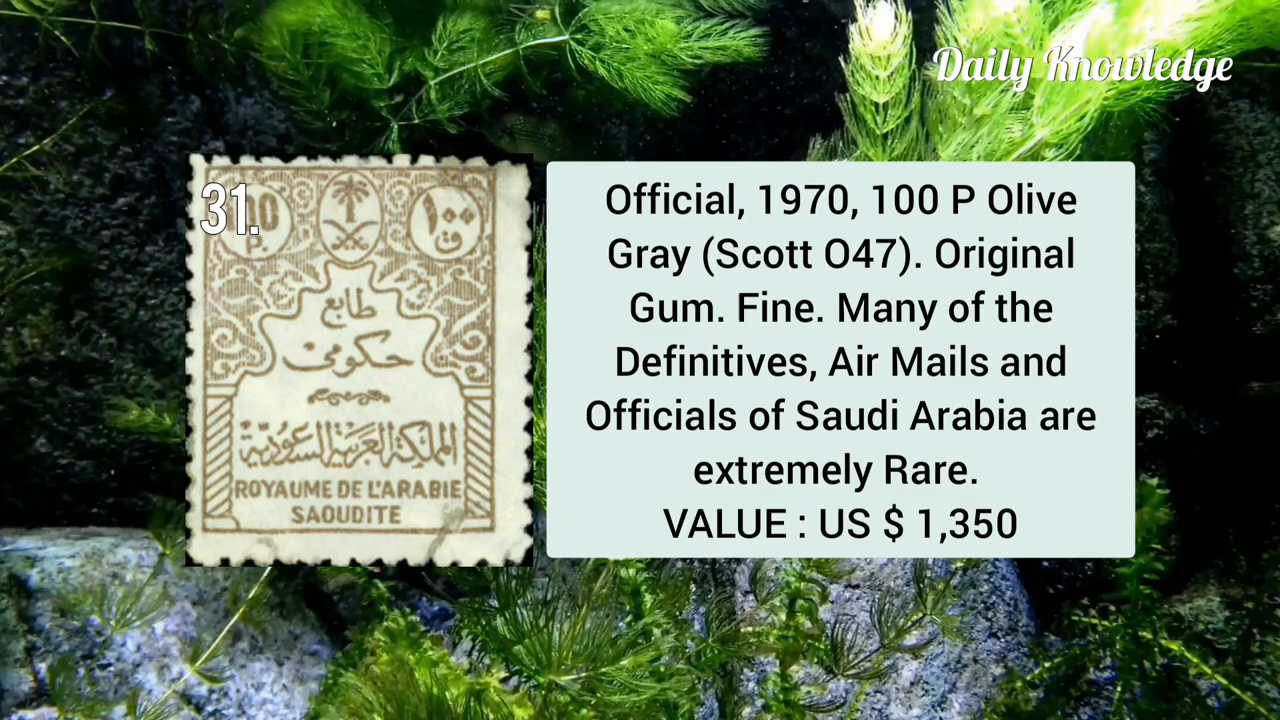 Daily Knowledge
31.
١٠٠
P.
ق
طابع
حكومي
المملكة العربية السعودية
ROYAUME DE L'ARABIE
SAOUDITE
Official, 1970, 100 P Olive
Gray (Scott O47). Original
Gum. Fine. Many of the
Definitives, Air Mails and
Officials of Saudi Arabia are
extremely Rare.
VALUE : US $ 1,350